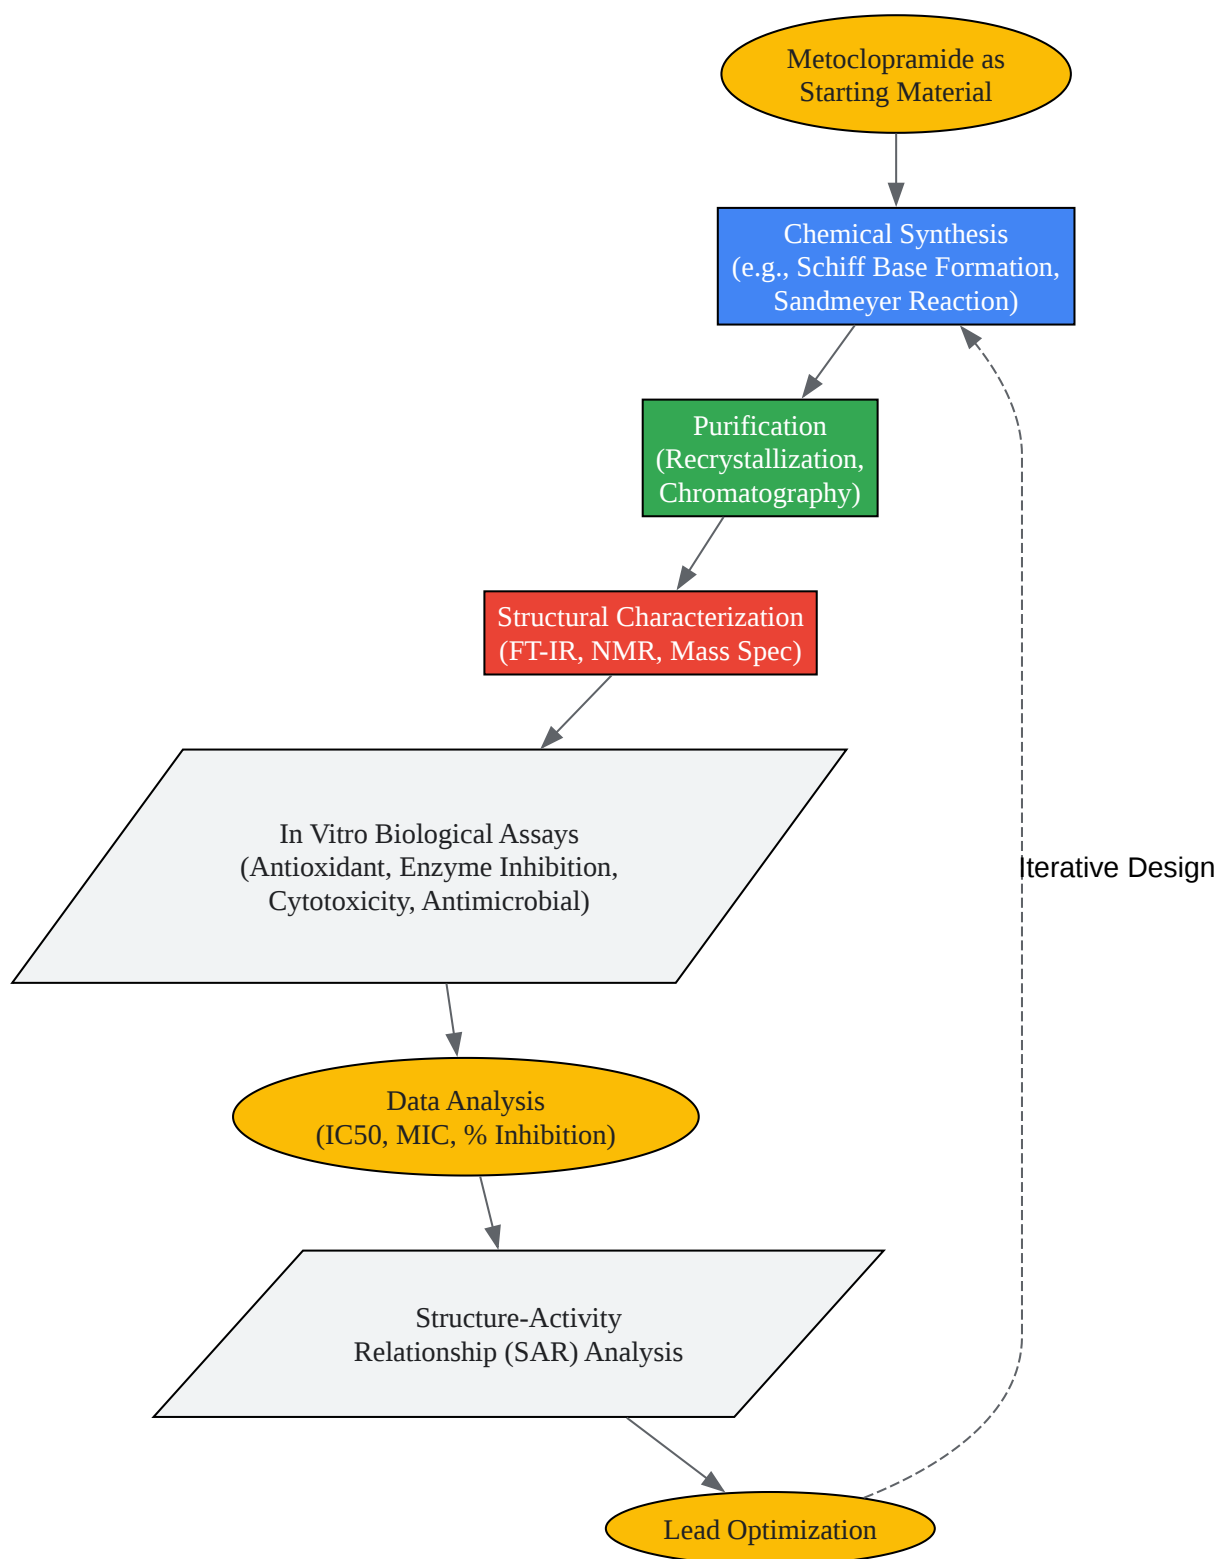 Metoclopramide as
Starting Material
Chemical Synthesis
(e.g., Schiff Base Formation,
Sandmeyer Reaction)
Purification
(Recrystallization,
Chromatography)
Structural Characterization
(FT-IR, NMR, Mass Spec)
In Vitro Biological Assays
(Antioxidant, Enzyme Inhibition,
Cytotoxicity, Antimicrobial)
Iterative Design
Data Analysis
(IC50, MIC, % Inhibition)
Structure-Activity
Relationship (SAR) Analysis
Lead Optimization